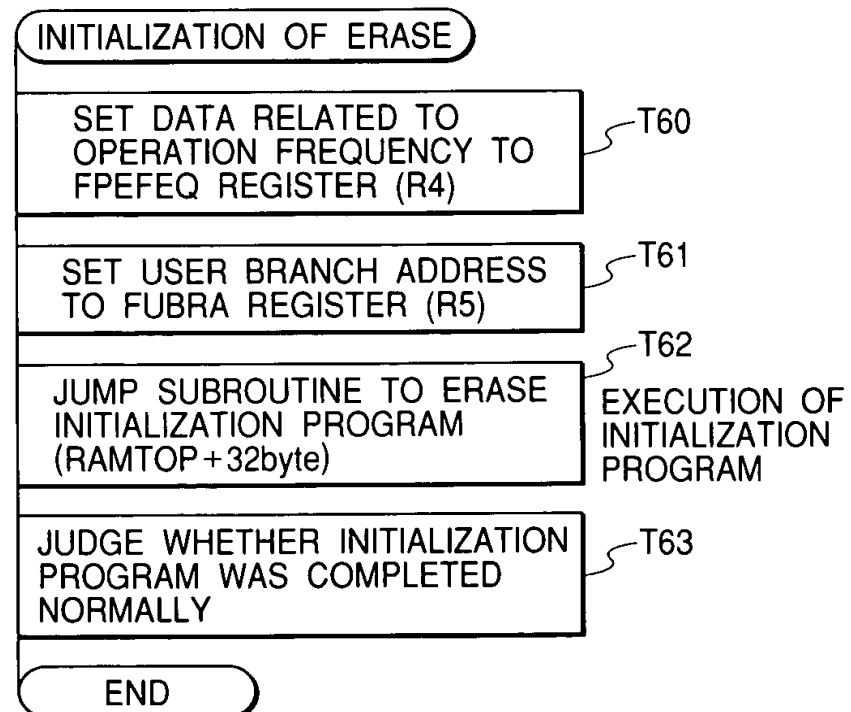 INITIALIZATION OF ERASE
SET DATA RELATED TO
OPERATION FREQUENCY TO
FPEFEQ REGISTER (R4)
T60
SET USER BRANCH ADDRESS
TO FUBRA REGISTER (R5)
T61
JUMP SUBROUTINE TO ERASE
INITIALIZATION PROGRAM
(RAMTOP+32byte)
T62
EXECUTION OF
INITIALIZATION
PROGRAM
JUDGE WHETHER INITIALIZATION
PROGRAM WAS COMPLETED
NORMALLY
T63
END